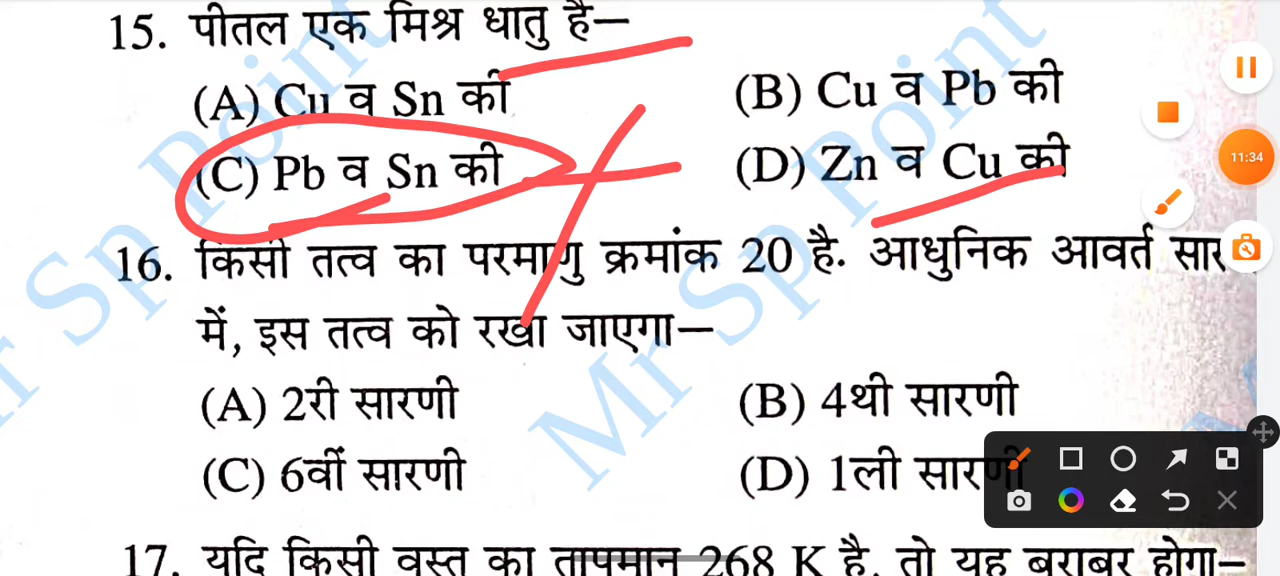 15. पीतल एक मिश्र धातु है—
(A) Cu व Sn की (B) Cu व Pb की
(C) Pb व Sn की (D) Zn व Cu की
11:34
16. किसी तत्व का परमाणु क्रमांक 20 है. आधुनिक आवर्त
में, इस तत्व को रखा जाएगा—
(A) 2री सारणी (B) 4थी सारणी
(C) 6वीं सारणी (D) 1ली सारणी
17. यदि किसी वस्तु का तापमान 268 K है, तो यह बराबर होगा—
Mr Sp Point